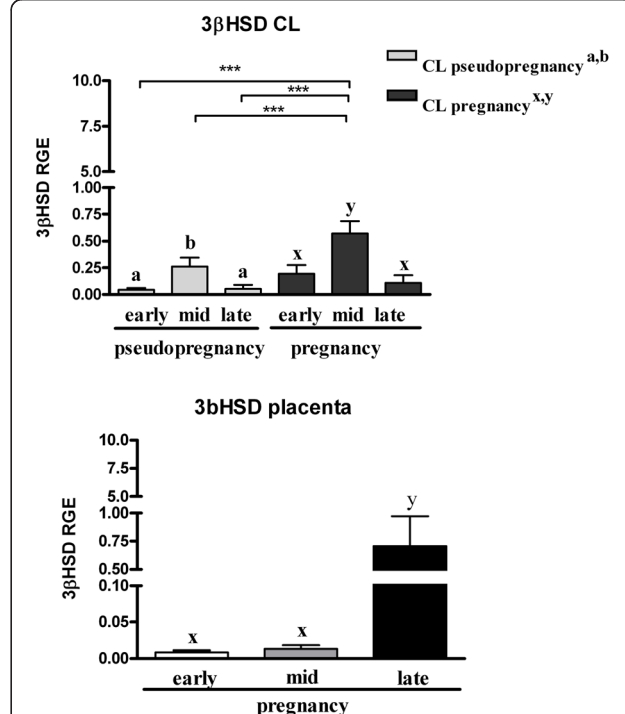 3βHSD CL
CL pseudopregnancy a,b
CL pregnancy x,y
***
***
***
3βHSD RGE
10.0
7.5
5.0
1.00
0.75
0.50
0.25
0.00
a
b
a
x
y
x
early mid late early mid late
pseudopregnancy pregnancy
3bHSD placenta
3βHSD RGE
10.0
7.5
5.0
1.00
0.75
0.50
0.10
0.05
0.00
x
x
y
early mid late
pregnancy